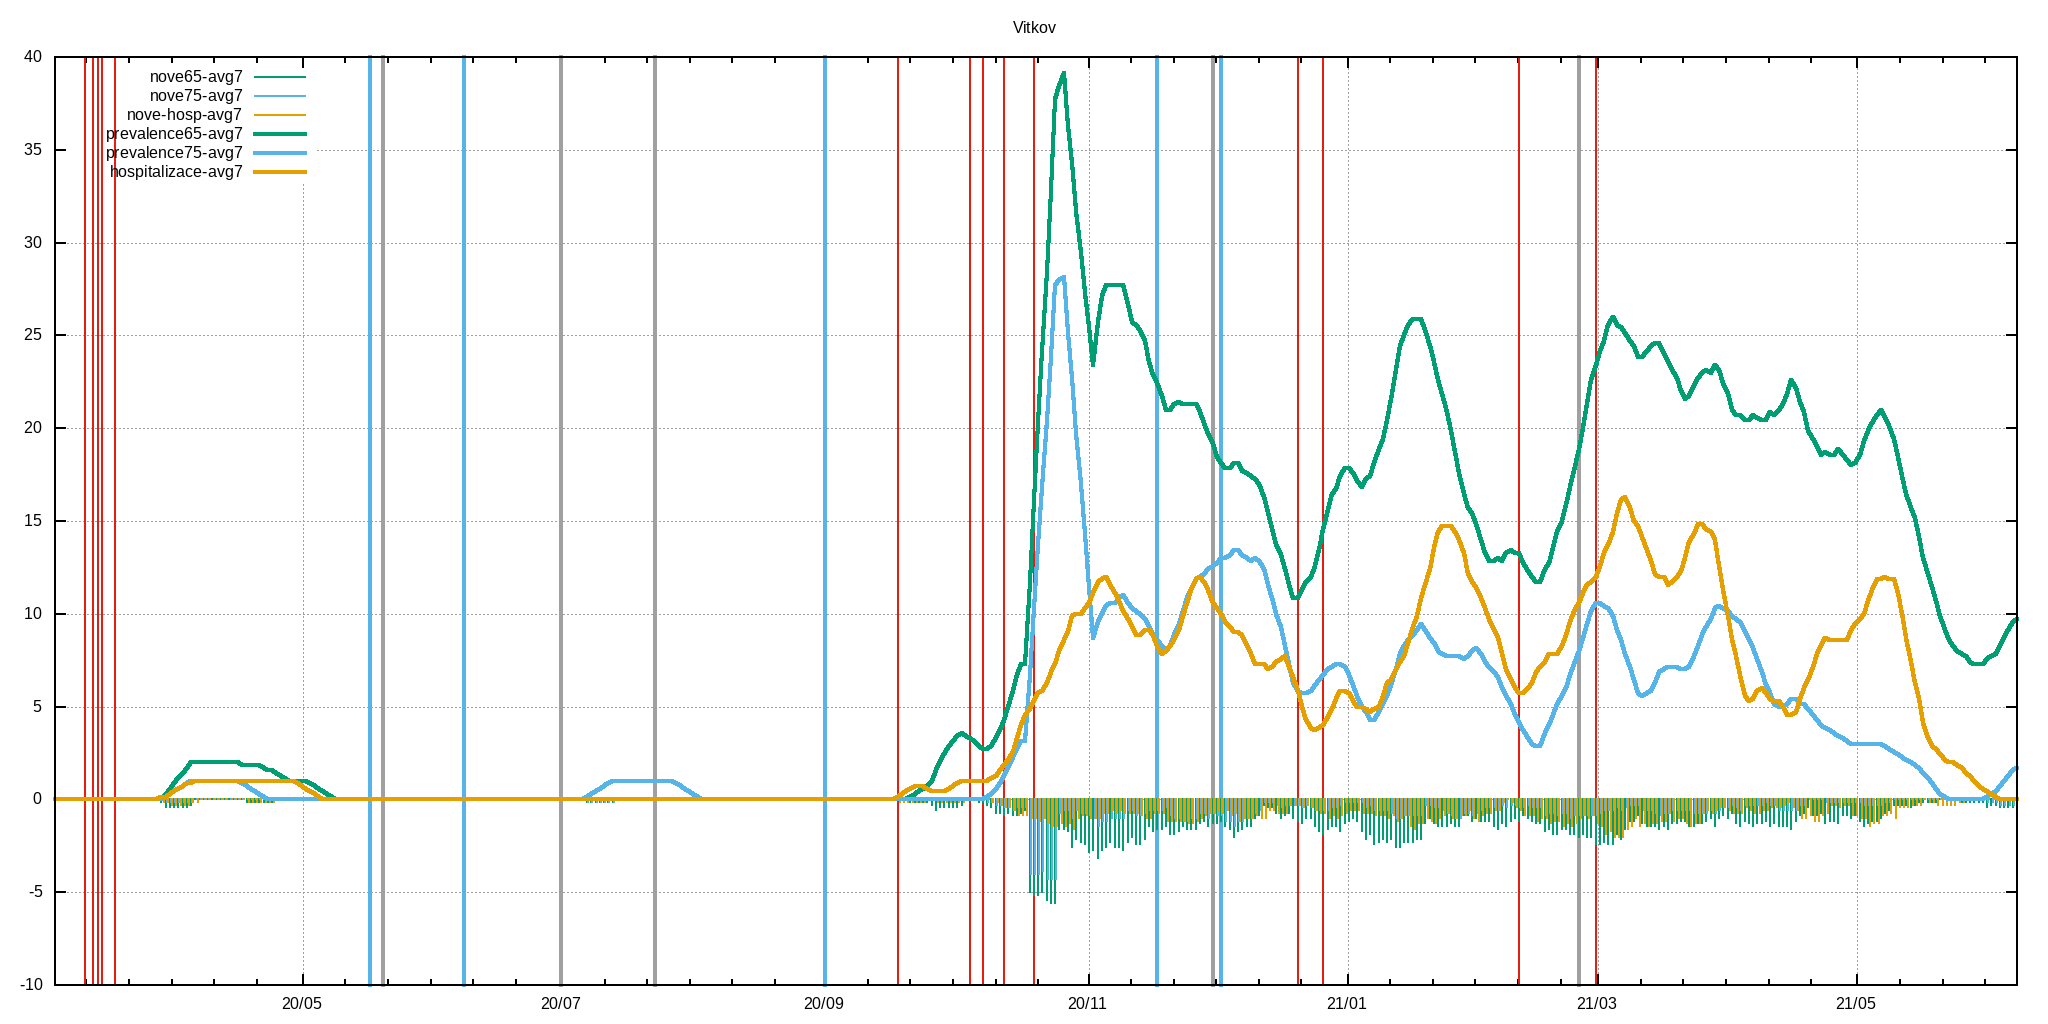 Vitkov
nove65-avg7
nove75-avg7
nove-hosp-avg7
prevalence65-avg7
prevalence75-avg7
hospitalizace-avg7
40
35
30
25
20
15
10
5
0
-5
-10
20/05 20/07 20/09 20/11 21/01 21/03 21/05